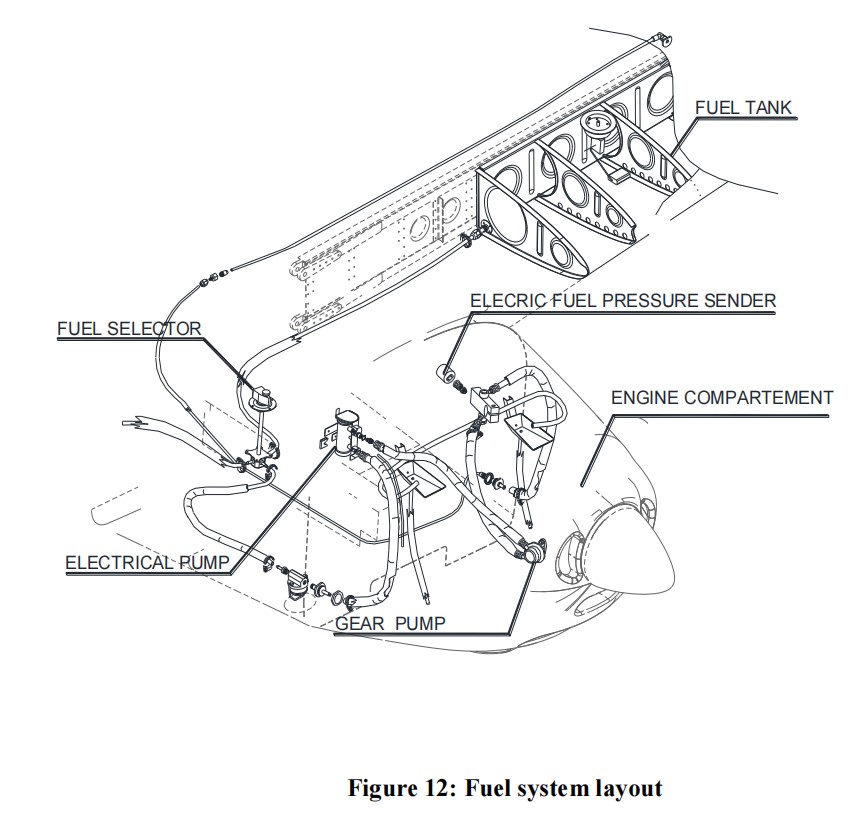 FUEL TANK
ELECRIC FUEL PRESSURE SENDER
FUEL SELECTOR
ENGINE COMPARTEMENT
ELECTRICAL PUMP
GEAR PUMP
Figure 12: Fuel system layout